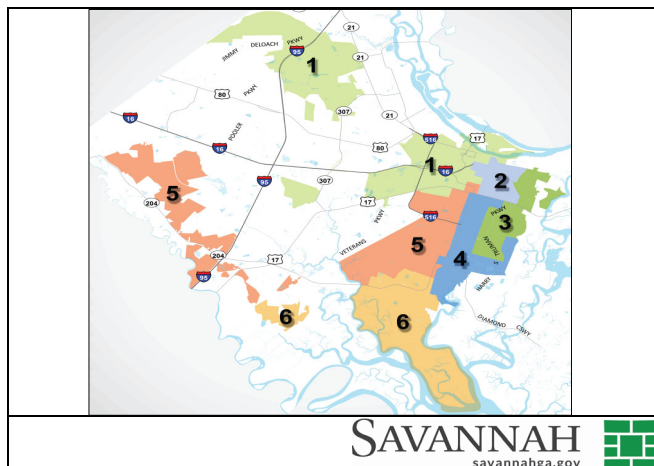 21
JIMMY DELOACH PKWY
95
1
21
80
PKWY
307
21
16
POOLER
516
17
16
80
1
16
95
307
2
5
17
PKWY
204
516
PKWY
3
VETERANS
5
TRUMAN
204
17
4
95
HARRY
S
6
6
DIAMOND CSWY
SAVANNAH
savannahga.gov